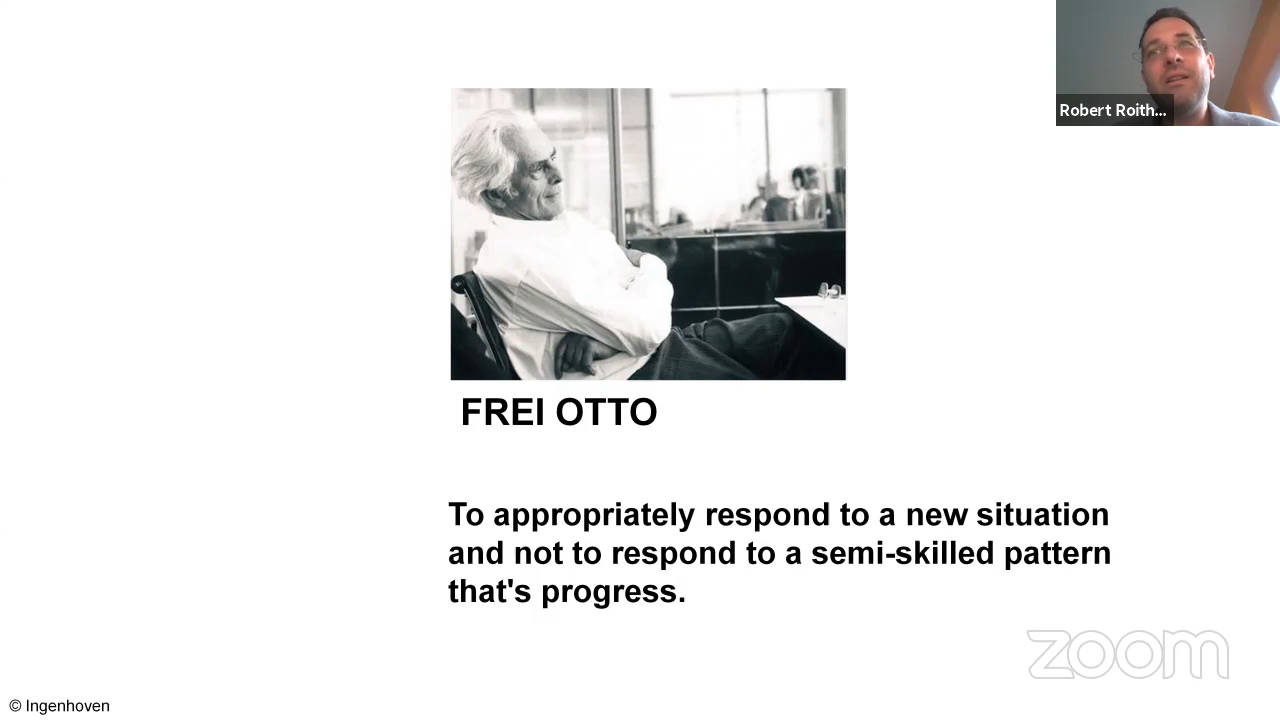 Robert Roith...
FREI OTTO
To appropriately respond to a new situation
and not to respond to a semi-skilled pattern
that's progress.
zoom
© Ingenhoven